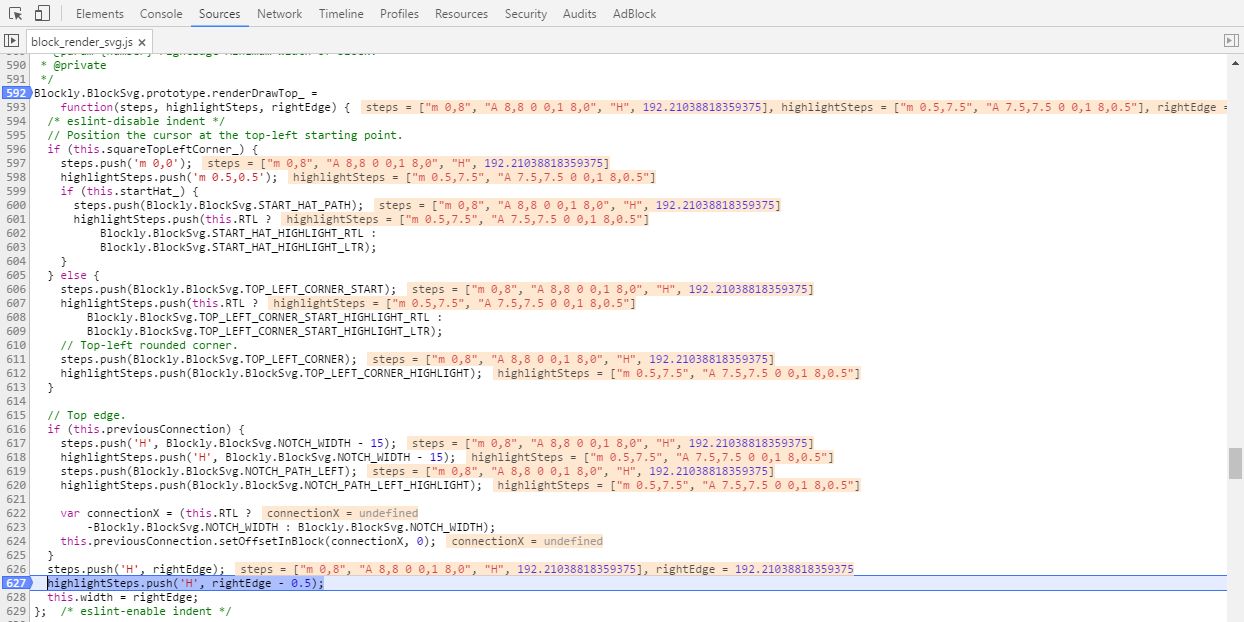 Elements Console Sources Network Timeline Profiles Resources Security Audits AdBlock
block_render_svg.js ×
590 * @private
591 */
592 Blockly.BlockSvg.prototype.renderDrawTop_ =
593 function(steps, highlightSteps, rightEdge) { steps = ["m 0,8", "A 8,8 0 0,1 8,0", "H", 192.21038818359375], highlightSteps = ["m 0.5,7.5", "A 7.5,7.5 0 0,1 8,0.5"], rightEdge =
594 /* eslint-disable indent */
595 // Position the cursor at the top-left starting point.
596 if (this.squareTopLeftCorner_) {
597 steps.push('m 0,0'); steps = ["m 0,8", "A 8,8 0 0,1 8,0", "H", 192.21038818359375]
598 highlightSteps.push('m 0.5,0.5'); highlightSteps = ["m 0.5,7.5", "A 7.5,7.5 0 0,1 8,0.5"]
599 if (this.startHat_) {
600 steps.push(Blockly.BlockSvg.START_HAT_PATH); steps = ["m 0,8", "A 8,8 0 0,1 8,0", "H", 192.21038818359375]
601 highlightSteps.push(this.RTL ? highlightSteps = ["m 0.5,7.5", "A 7.5,7.5 0 0,1 8,0.5"]
602 Blockly.BlockSvg.START_HAT_HIGHLIGHT_RTL :
603 Blockly.BlockSvg.START_HAT_HIGHLIGHT_LTR);
604 }
605 } else {
606 steps.push(Blockly.BlockSvg.TOP_LEFT_CORNER_START); steps = ["m 0,8", "A 8,8 0 0,1 8,0", "H", 192.21038818359375]
607 highlightSteps.push(this.RTL ? highlightSteps = ["m 0.5,7.5", "A 7.5,7.5 0 0,1 8,0.5"]
608 Blockly.BlockSvg.TOP_LEFT_CORNER_START_HIGHLIGHT_RTL :
609 Blockly.BlockSvg.TOP_LEFT_CORNER_START_HIGHLIGHT_LTR);
610 // Top-left rounded corner.
611 steps.push(Blockly.BlockSvg.TOP_LEFT_CORNER); steps = ["m 0,8", "A 8,8 0 0,1 8,0", "H", 192.21038818359375]
612 highlightSteps.push(Blockly.BlockSvg.TOP_LEFT_CORNER_HIGHLIGHT); highlightSteps = ["m 0.5,7.5", "A 7.5,7.5 0 0,1 8,0.5"]
613 }
614
615 // Top edge.
616 if (this.previousConnection) {
617 steps.push('H', Blockly.BlockSvg.NOTCH_WIDTH - 15); steps = ["m 0,8", "A 8,8 0 0,1 8,0", "H", 192.21038818359375]
618 highlightSteps.push('H', Blockly.BlockSvg.NOTCH_WIDTH - 15); highlightSteps = ["m 0.5,7.5", "A 7.5,7.5 0 0,1 8,0.5"]
619 steps.push(Blockly.BlockSvg.NOTCH_PATH_LEFT); steps = ["m 0,8", "A 8,8 0 0,1 8,0", "H", 192.21038818359375]
620 highlightSteps.push(Blockly.BlockSvg.NOTCH_PATH_LEFT_HIGHLIGHT); highlightSteps = ["m 0.5,7.5", "A 7.5,7.5 0 0,1 8,0.5"]
621
622 var connectionX = (this.RTL ? connectionX = undefined
623 -Blockly.BlockSvg.NOTCH_WIDTH : Blockly.BlockSvg.NOTCH_WIDTH);
624 this.previousConnection.setOffsetInBlock(connectionX, 0); connectionX = undefined
625 }
626 steps.push('H', rightEdge); steps = ["m 0,8", "A 8,8 0 0,1 8,0", "H", 192.21038818359375], rightEdge = 192.21038818359375
627 highlightSteps.push('H', rightEdge - 0.5);
628 this.width = rightEdge;
629 }; /* eslint-enable indent */